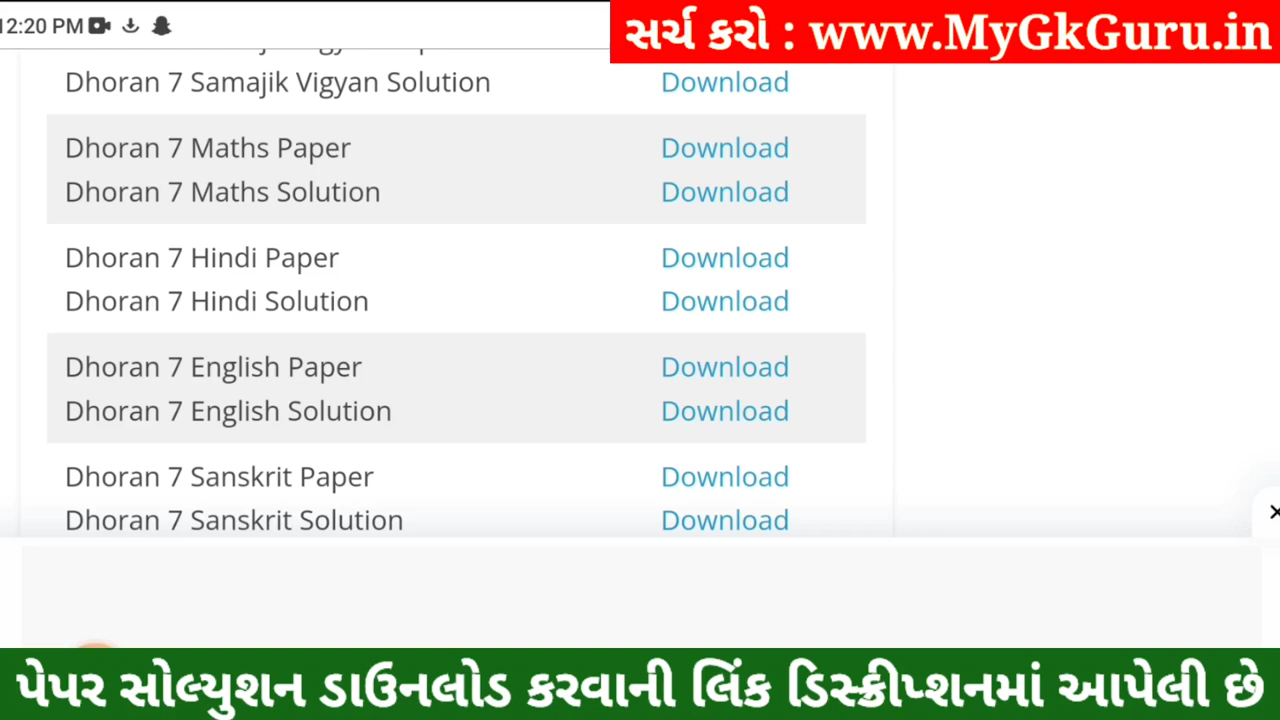 12:20 PM
સર્ચ કરો : www.MyGkGuru.in
Dhoran 7 Samajik Vigyan Solution Download
Dhoran 7 Maths Paper Download
Dhoran 7 Maths Solution Download
Dhoran 7 Hindi Paper Download
Dhoran 7 Hindi Solution Download
Dhoran 7 English Paper Download
Dhoran 7 English Solution Download
Dhoran 7 Sanskrit Paper Download
Dhoran 7 Sanskrit Solution Download
પેપર સોલ્યુશન ડાઉનલોડ કરવાની લિંક ડિસ્ક્રીપ્શનમાં આપેલી છે